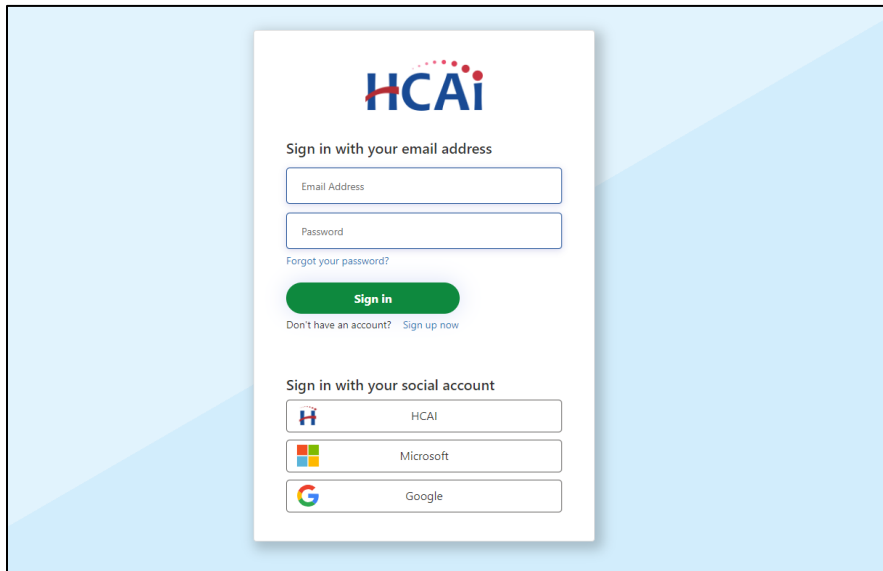 HCAi
Sign in with your email address
Email Address
Password
Forgot your password?
Sign in
Don't have an account? Sign up now
Sign in with your social account
H HCAI
Microsoft
G Google